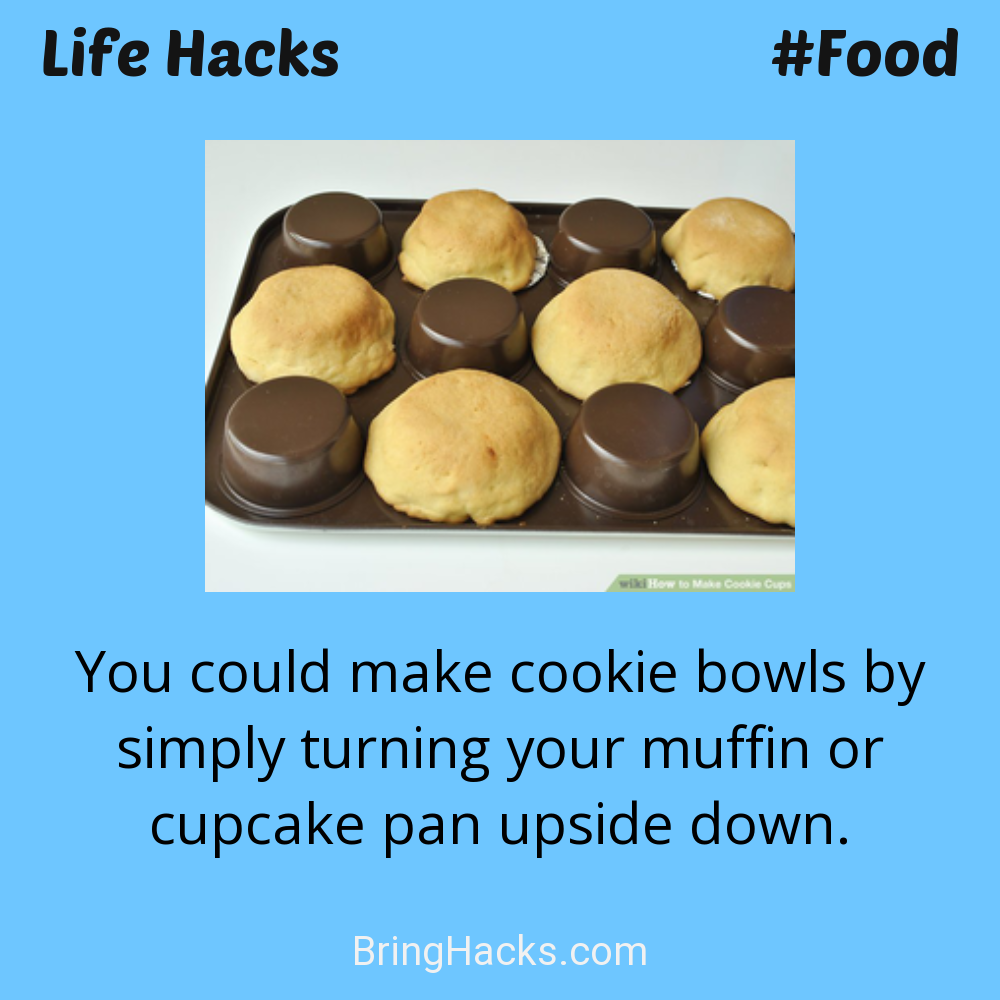 Life Hacks
#Food
wikiHow to Make Cookie Cups
You could make cookie bowls by
simply turning your muffin or
cupcake pan upside down.
BringHacks.com